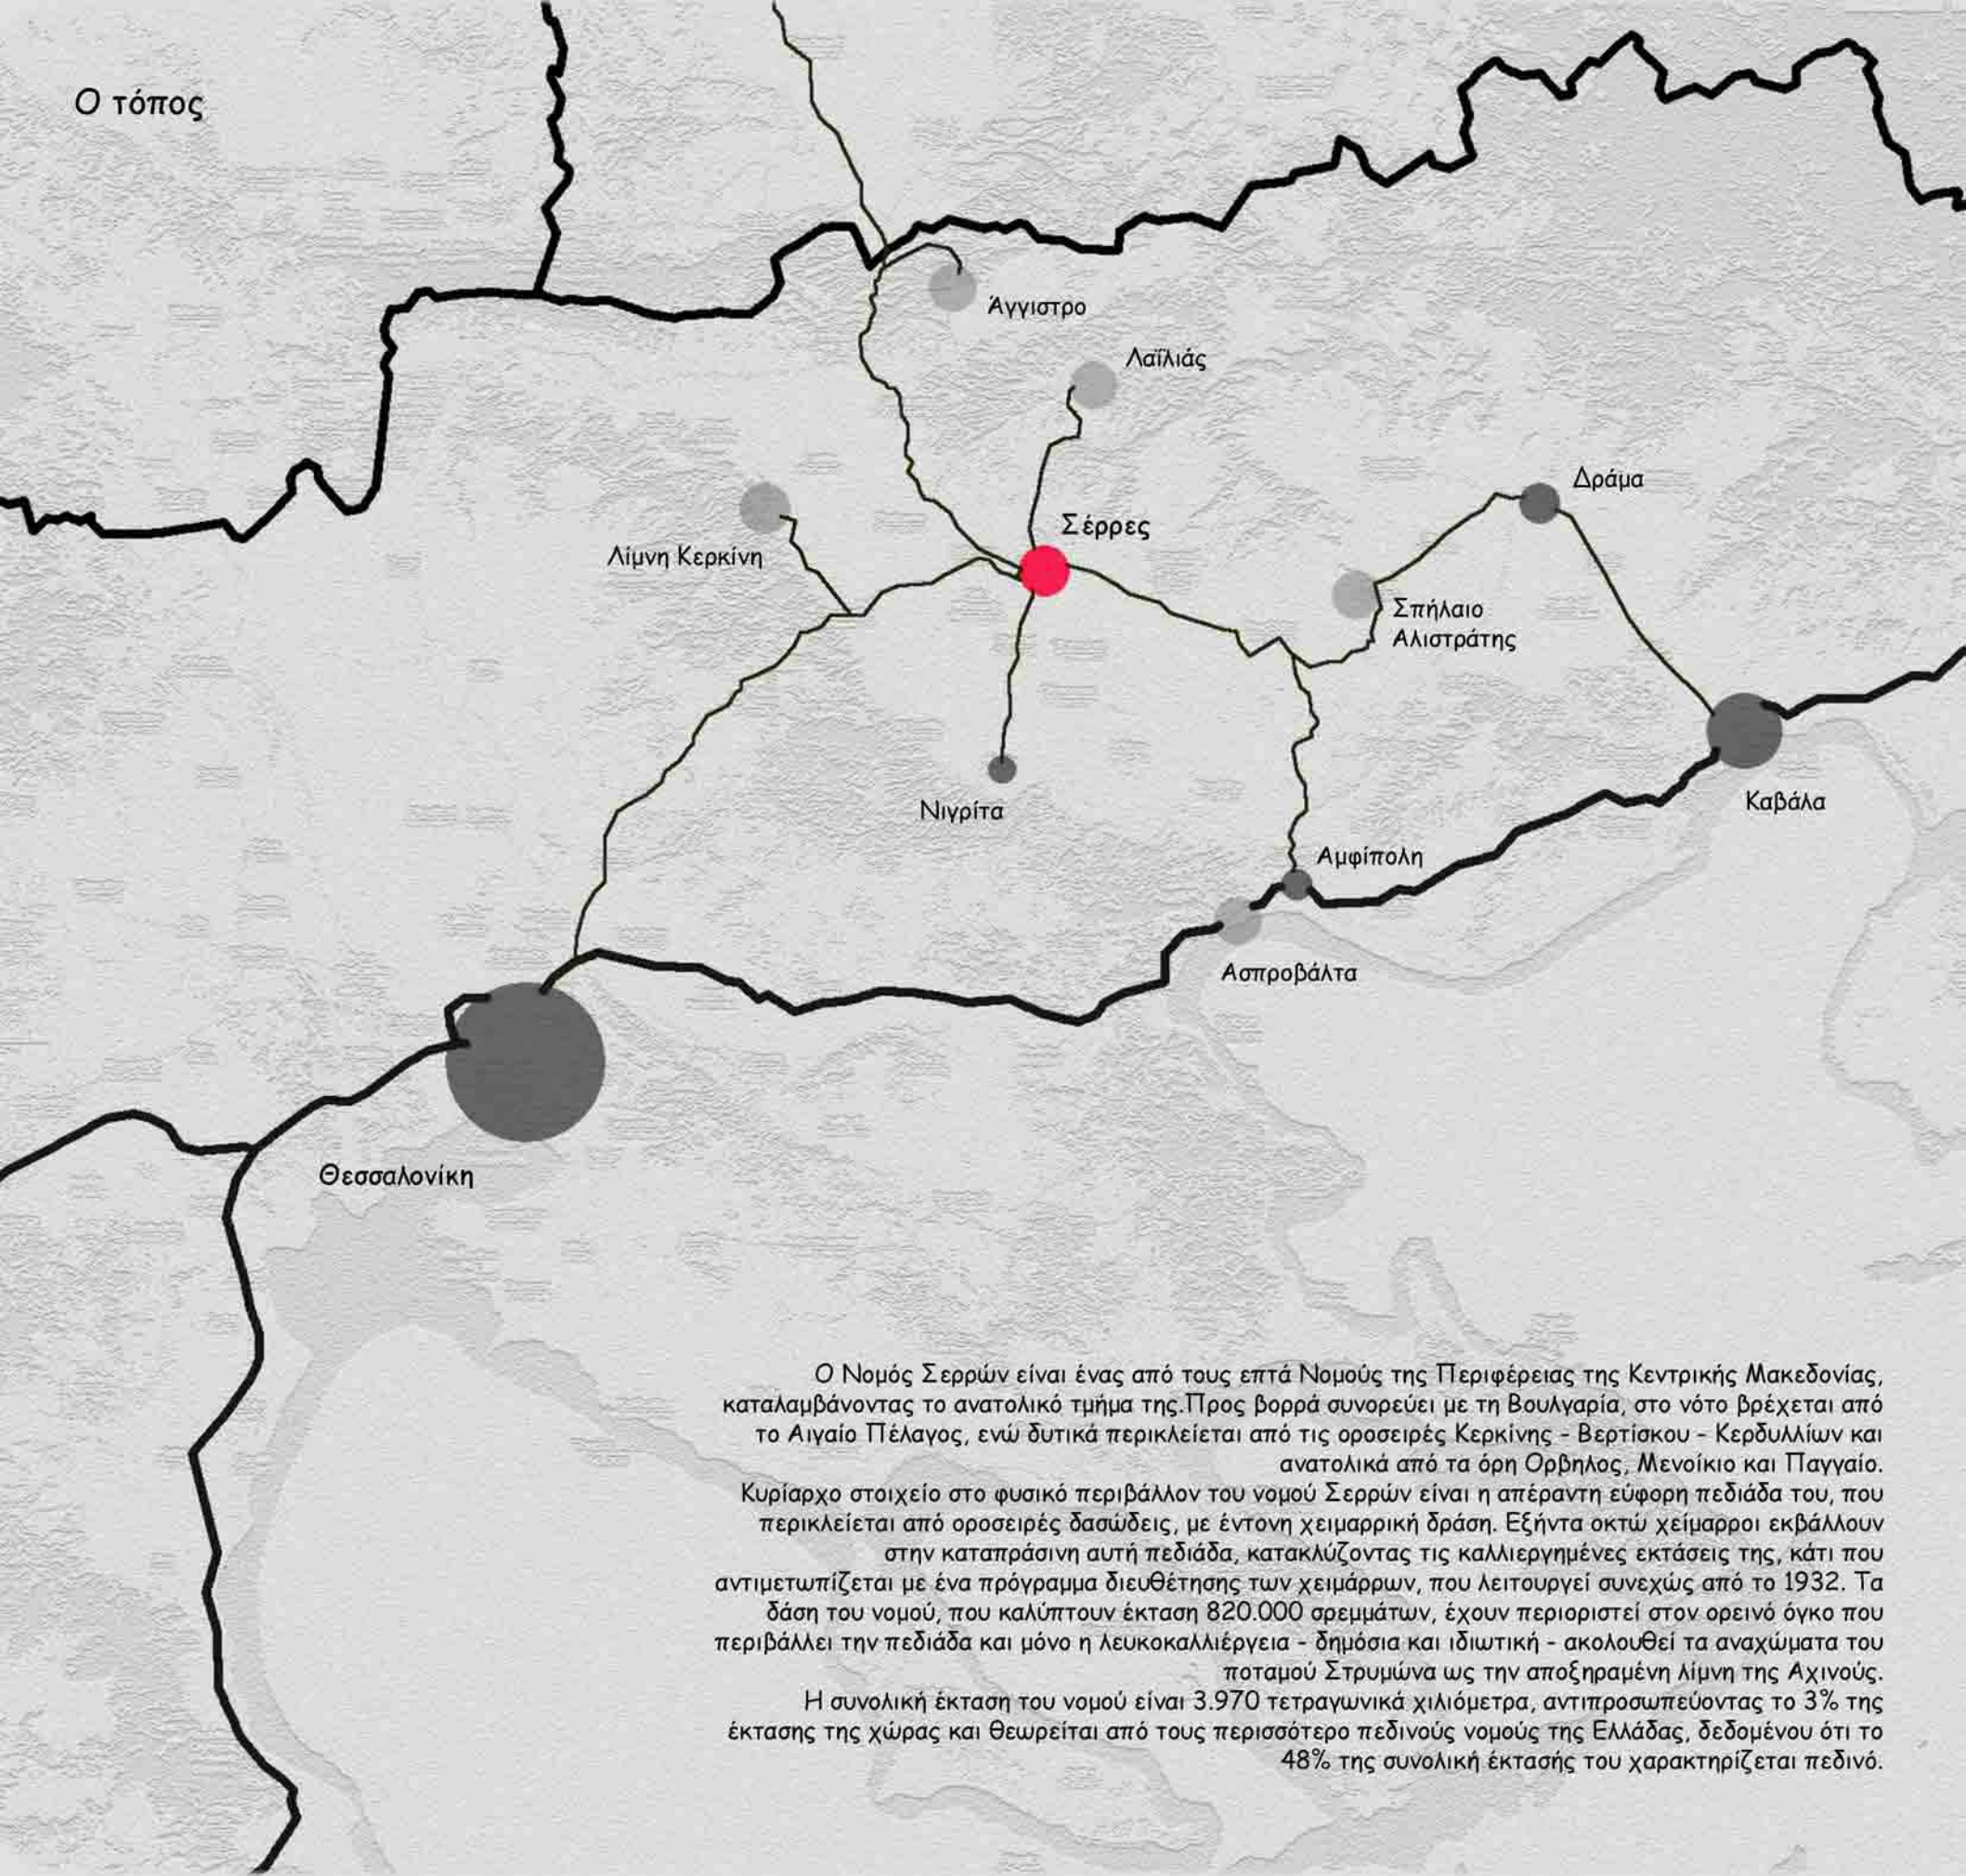 Ο τόπος
Άγγιστρο
Λαϊλιάς
Δράμα
Σέρρες
Λίμνη Κερκίνη
Σπήλαιο
Αλιστράτης
Νιγρίτα
Καβάλα
Αμφίπολη
Ασπροβάλτα
Θεσσαλονίκη
Ο Νομός Σερρών είναι ένας από τους επτά Νομούς της Περιφέρειας της Κεντρικής Μακεδονίας,
καταλαμβάνοντας το ανατολικό τμήμα της.Προς βορρά συνορεύει με τη Βουλγαρία, στο νότο βρέχεται από
το Αιγαίο Πέλαγος, ενώ δυτικά περικλείεται από τις οροσειρές Κερκίνης - Βερτίσκου - Κερδυλλίων και
ανατολικά από τα όρη Ορβηλος, Μενοίκιο και Παγγαίο.
Κυρίαρχο στοιχείο στο φυσικό περιβάλλον του νομού Σερρών είναι η απέραντη εύφορη πεδιάδα του, που
περικλείεται από οροσειρές δασώδεις, με έντονη χειμαρρική δράση. Εξήντα οκτώ χείμαρροι εκβάλλουν
στην καταπράσινη αυτή πεδιάδα, κατακλύζοντας τις καλλιεργημένες εκτάσεις της, κάτι που
αντιμετωπίζεται με ένα πρόγραμμα διευθέτησης των χειμάρρων, που λειτουργεί συνεχώς από το 1932. Τα
δάση του νομού, που καλύπτουν έκταση 820.000 σρεμμάτων, έχουν περιοριστεί στον ορεινό όγκο που
περιβάλλει την πεδιάδα και μόνο η λευκοκαλλιέργεια - δημόσια και ιδιωτική - ακολουθεί τα αναχώματα του
ποταμού Στρυμώνα ως την αποξηραμένη λίμνη της Αχινούς.
Η συνολική έκταση του νομού είναι 3.970 τετραγωνικά χιλιόμετρα, αντιπροσωπεύοντας το 3% της
έκτασης της χώρας και θεωρείται από τους περισσότερο πεδινούς νομούς της Ελλάδας, δεδομένου ότι το
48% της συνολική έκτασής του χαρακτηρίζεται πεδινό.